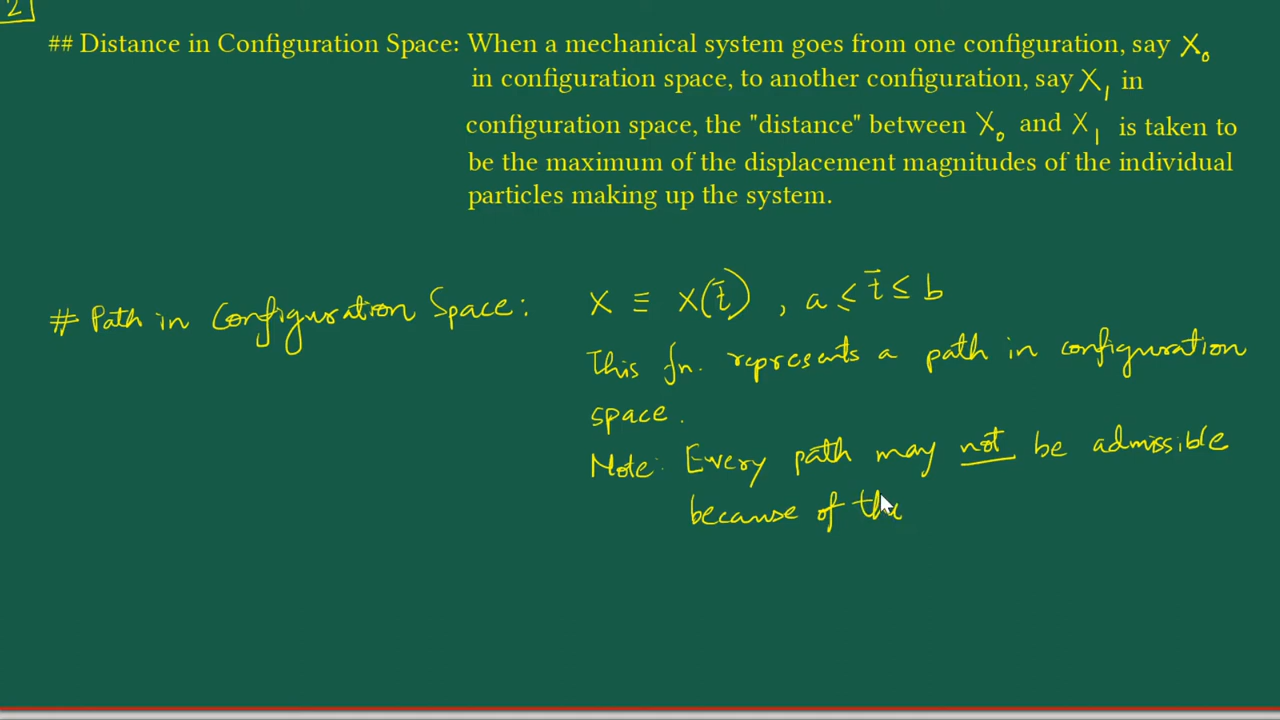 2
## Distance in Configuration Space: When a mechanical system goes from one configuration, say X₀
in configuration space, to another configuration, say X₁ in
configuration space, the "distance" between X₀ and X₁ is taken to
be the maximum of the displacement magnitudes of the individual
particles making up the system.
# Path in Configuration Space: X ≡ X(t̄), a < t̄ ≤ b
This fn. represents a path in configuration
space.
Note: Every path may not be admissible
because of the